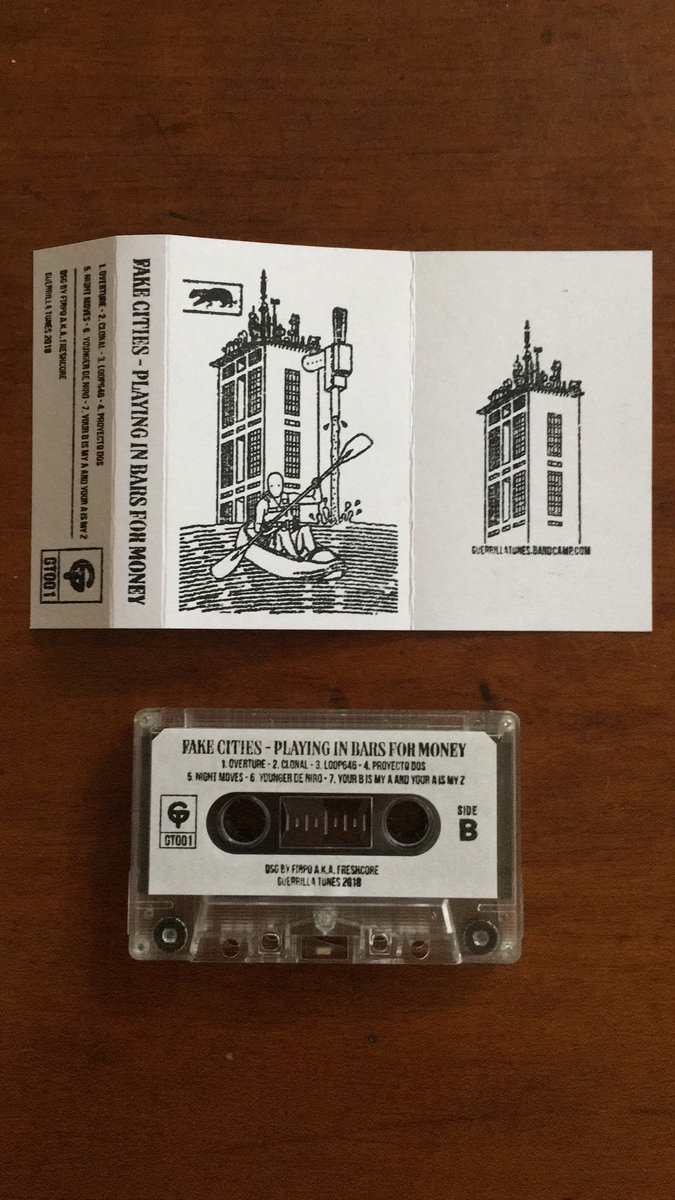 FAKE CITIES - PLAYING IN BARS FOR MONEY
1. OVERTURE - 2. CLONAL - 3. LOOP646 - 4. PROYECTO DOS
5. NIGHT MOVES - 6. YOUNGER DE NIRO - 7. YOUR B IS MY A AND YOUR A IS MY Z
DSG BY FIRPO A.K.A. FRESHCORE
GUERRILLA TUNES 2018
GT001
GUERRILLATUNES.BANDCAMP.COM
FAKE CITIES - PLAYING IN BARS FOR MONEY
1. OVERTURE - 2. CLONAL - 3. LOOP646 - 4. PROYECTO DOS
5. NIGHT MOVES - 6. YOUNGER DE NIRO - 7. YOUR B IS MY A AND YOUR A IS MY Z
GT001
SIDE
B
DSG BY FIRPO A.K.A. FRESHCORE
GUERRILLA TUNES 2018